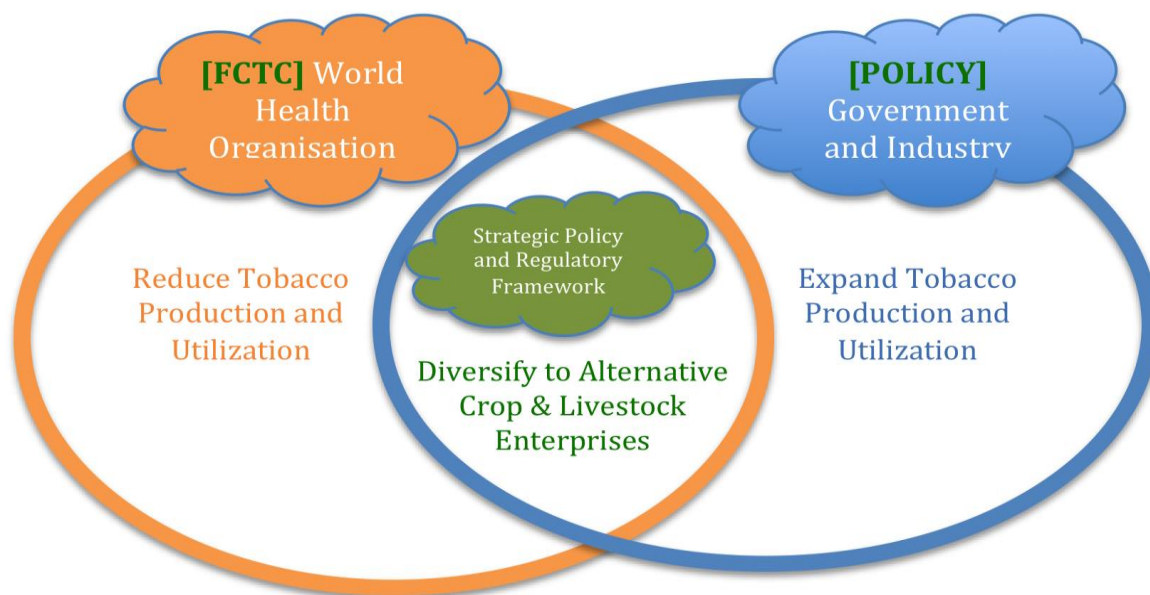 [FCTC] World
Health
Organisation
[POLICY]
Government
and Industry
Strategic Policy
and Regulatory
Framework
Reduce Tobacco
Production and
Utilization
Diversify to Alternative
Crop & Livestock
Enterprises
Expand Tobacco
Production and
Utilization